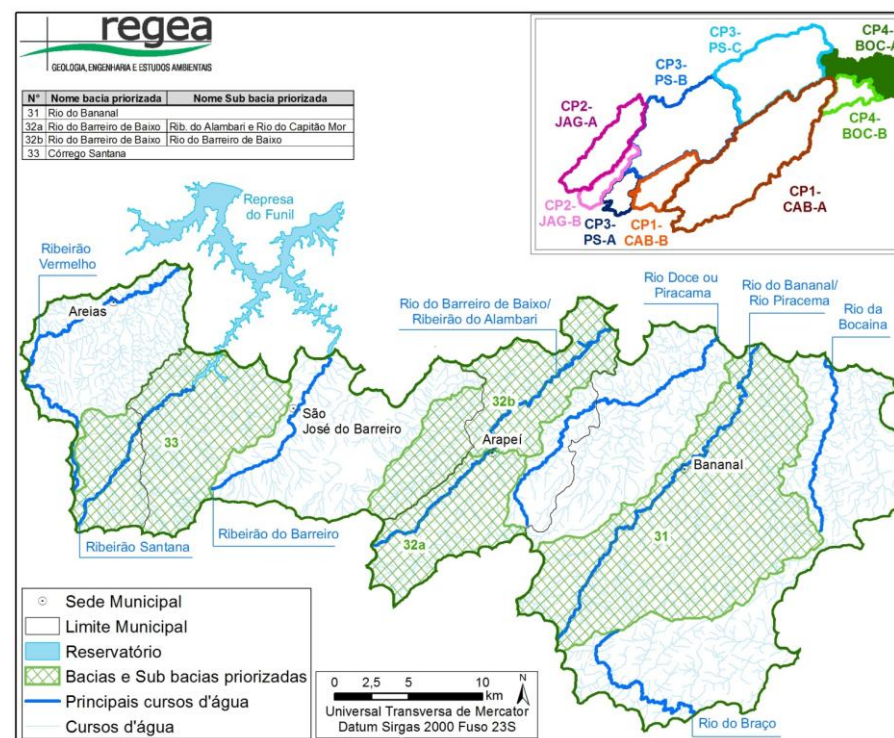 regea
GEOLOGIA, ENGENHARIA E ESTUDOS AMBIENTAIS
N° Nome bacia priorizada Nome Sub bacia priorizada
31 Rio do Bananal
32a Rio do Barreiro de Baixo Rib. do Alambari e Rio do Capitão Mor
32b Rio do Barreiro de Baixo Rio do Barreiro de Baixo
33 Córrego Santana
CP3-
PS-C
CP4-
BOC-A
CP3-
PS-B
CP2-
JAG-A
CP4-
BOC-B
CP1-
CAB-A
CP2-
JAG-B
CP3-
PS-A
CP1-
CAB-B
Represa
do Funil
Ribeirão
Vermelho
Areias
Rio do Barreiro de Baixo/
Ribeirão do Alambari
Rio Doce ou
Piracama
Rio do Bananal/
Rio Piracema
Rio da
Bocaina
32b
São
José do Barreiro
33
Arapeí
Bananal
32a
31
Ribeirão Santana
Ribeirão do Barreiro
Rio do Braço
Sede Municipal
Limite Municipal
Reservatório
Bacias e Sub bacias priorizadas
Principais cursos d'água
Cursos d'água
0 2,5 5 10
km
N
Universal Transversa de Mercator
Datum Sirgas 2000 Fuso 23S